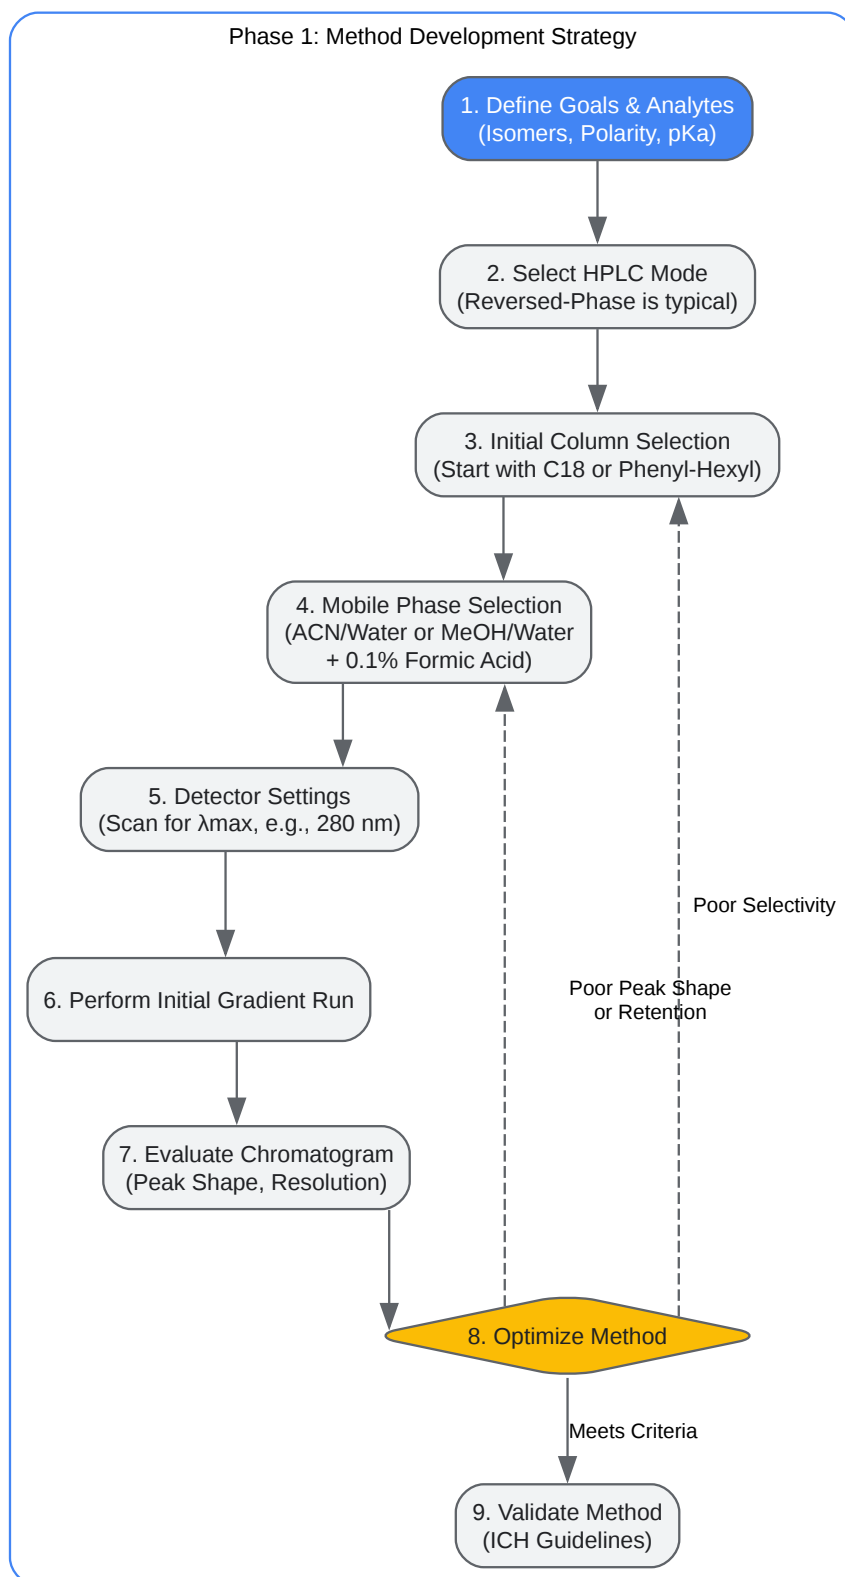 Phase 1: Method Development Strategy
1. Define Goals & Analytes
(Isomers, Polarity, pKa)
2. Select HPLC Mode
(Reversed-Phase is typical)
3. Initial Column Selection
(Start with C18 or Phenyl-Hexyl)
4. Mobile Phase Selection
(ACN/Water or MeOH/Water
+ 0.1% Formic Acid)
5. Detector Settings
(Scan for λmax, e.g., 280 nm)
Poor Selectivity
6. Perform Initial Gradient Run
Poor Peak Shape
or Retention
7. Evaluate Chromatogram
(Peak Shape, Resolution)
8. Optimize Method
Meets Criteria
9. Validate Method
(ICH Guidelines)